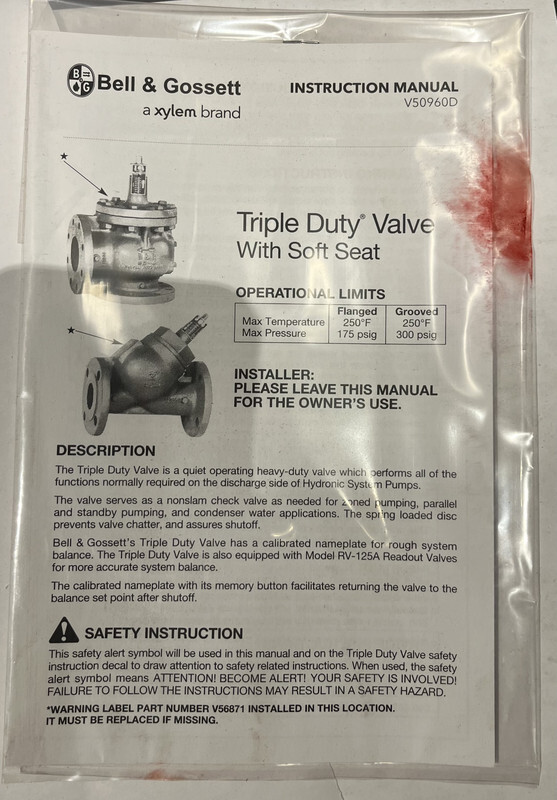 B G Bell & Gossett
a xylem brand
INSTRUCTION MANUAL
V50960D
Triple Duty® Valve
With Soft Seat
OPERATIONAL LIMITS
Flanged Grooved
Max Temperature 250°F 250°F
Max Pressure 175 psig 300 psig
INSTALLER:
PLEASE LEAVE THIS MANUAL
FOR THE OWNER'S USE.
DESCRIPTION
The Triple Duty Valve is a quiet operating heavy-duty valve which performs all of the
functions normally required on the discharge side of Hydronic System Pumps.
The valve serves as a nonslam check valve as needed for zoned pumping, parallel
and standby pumping, and condenser water applications. The spring loaded disc
prevents valve chatter, and assures shutoff.
Bell & Gossett's Triple Duty Valve has a calibrated nameplate for rough system
balance. The Triple Duty Valve is also equipped with Model RV-125A Readout Valves
for more accurate system balance.
The calibrated nameplate with its memory button facilitates returning the valve to the
balance set point after shutoff.
SAFETY INSTRUCTION
This safety alert symbol will be used in this manual and on the Triple Duty Valve safety
instruction decal to draw attention to safety related instructions. When used, the safety
alert symbol means ATTENTION! BECOME ALERT! YOUR SAFETY IS INVOLVED!
FAILURE TO FOLLOW THE INSTRUCTIONS MAY RESULT IN A SAFETY HAZARD.
*WARNING LABEL PART NUMBER V56871 INSTALLED IN THIS LOCATION.
IT MUST BE REPLACED IF MISSING.